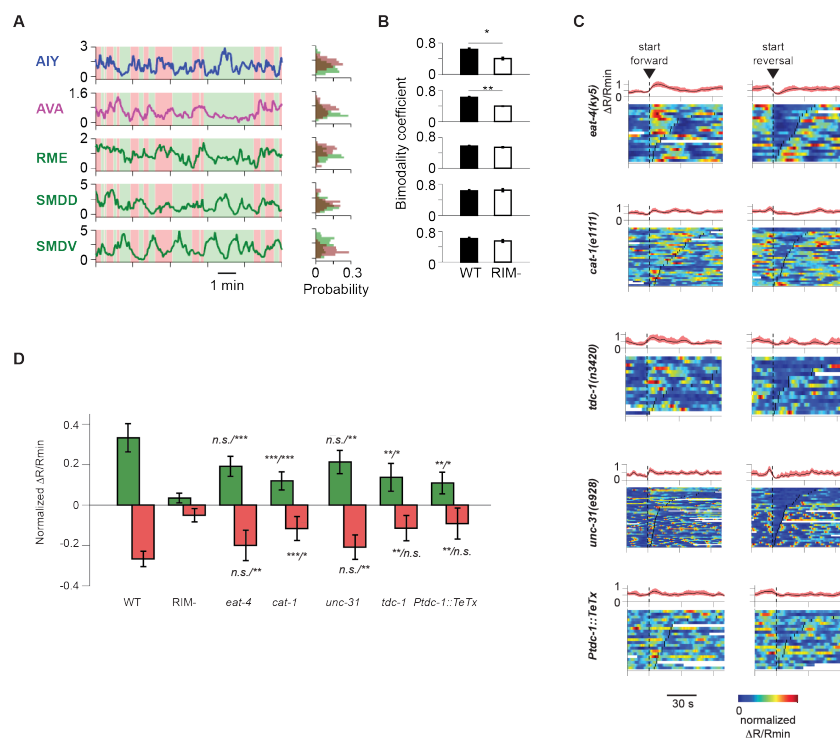 A
AIY
3
0
AVA
1.6
0
RME
2
0
SMDD
5
0
SMDV
5
0
1 min
0
0.3
Probability
B
Bimodality coefficient
0.8
0
*
0.8
0
**
0.8
0
0.8
0
0.8
0
WT
RIM-
C
start
forward
start
reversal
ΔR/Rmin
eat-4(ky5)
1
0
cat-1(e1111)
1
0
tdc-1(n3420)
1
0
unc-31(e928)
1
0
Ptdc-1::TeTx
1
0
30 s
0
normalized
ΔR/Rmin
D
Normalized ΔR/Rmin
0.4
0.2
0
-0.2
-0.4
n.s./***
***/***
n.s./**
**/*
**/*
n.s./**
***/*
n.s./**
**/n.s.
**/n.s.
WT
RIM-
eat-4
cat-1
unc-31
tdc-1
Ptdc-1::TeTx